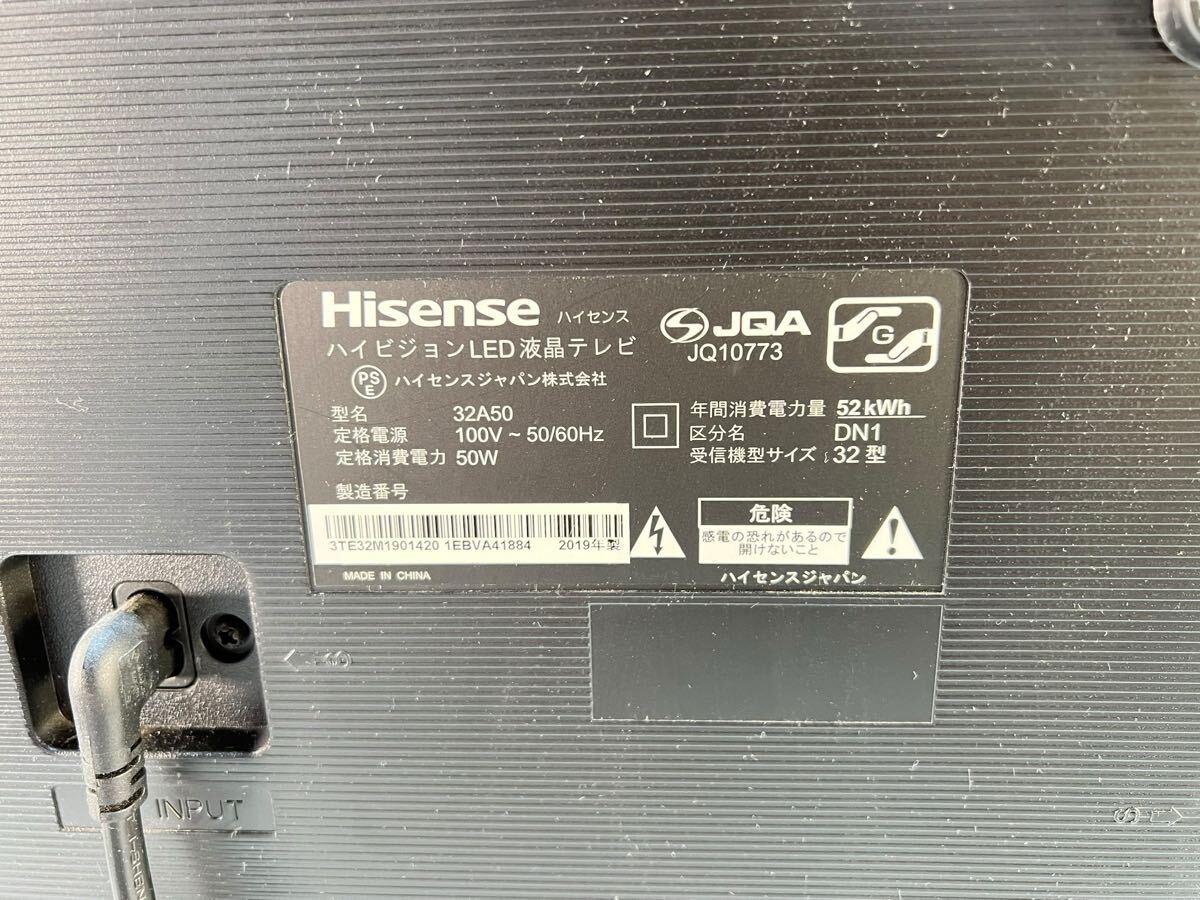 Hisense ハイセンス
ハイビジョンLED 液晶テレビ
PSE ハイセンスジャパン株式会社
型名 32A50
定格電源 100V ~ 50/60Hz
定格消費電力 50W
製造番号
3TE32M1901420 1EBVA41884 2019年製
MADE IN CHINA
JQA
JQ10773
G
年間消費電力量 52kWh
区分名 DN1
受信機型サイズ 32型
危険
感電の恐れがあるので
開けないこと
ハイセンスジャパン
INPUT